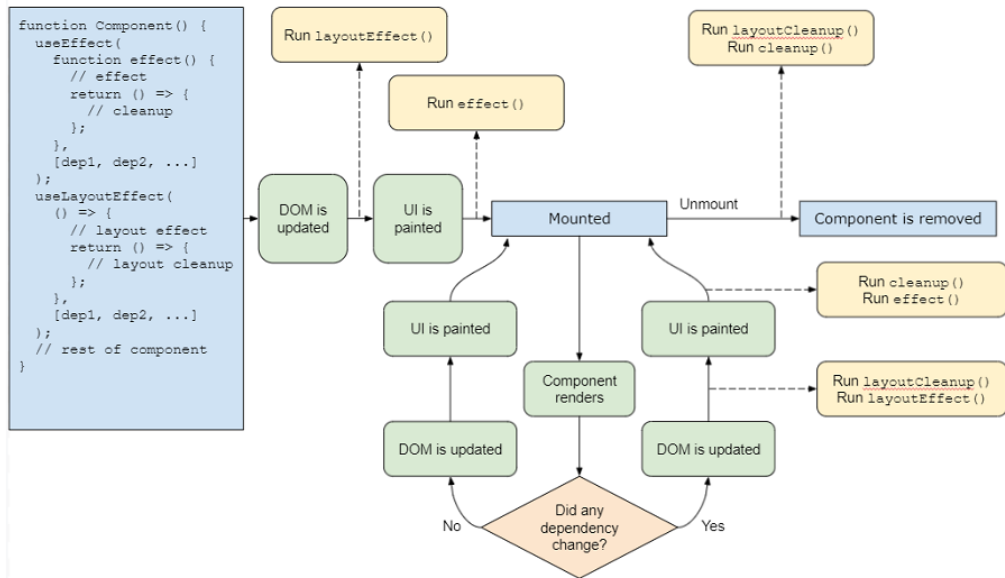 function Component() {
  useEffect(
    function effect() {
      // effect
      return () => {
        // cleanup
      };
    },
    [dep1, dep2, ...]
  );
  useLayoutEffect(
    () => {
      // layout effect
      return () => {
        // layout cleanup
      };
    },
    [dep1, dep2, ...]
  );
  // rest of component
}
Run layoutEffect()
Run effect()
Run layoutCleanup()
Run cleanup()
DOM is
updated
UI is
painted
Mounted
Unmount
Component is removed
Run cleanup()
Run effect()
UI is painted
UI is painted
Component
renders
Run layoutCleanup()
Run layoutEffect()
DOM is updated
DOM is updated
No
Did any
dependency
change?
Yes